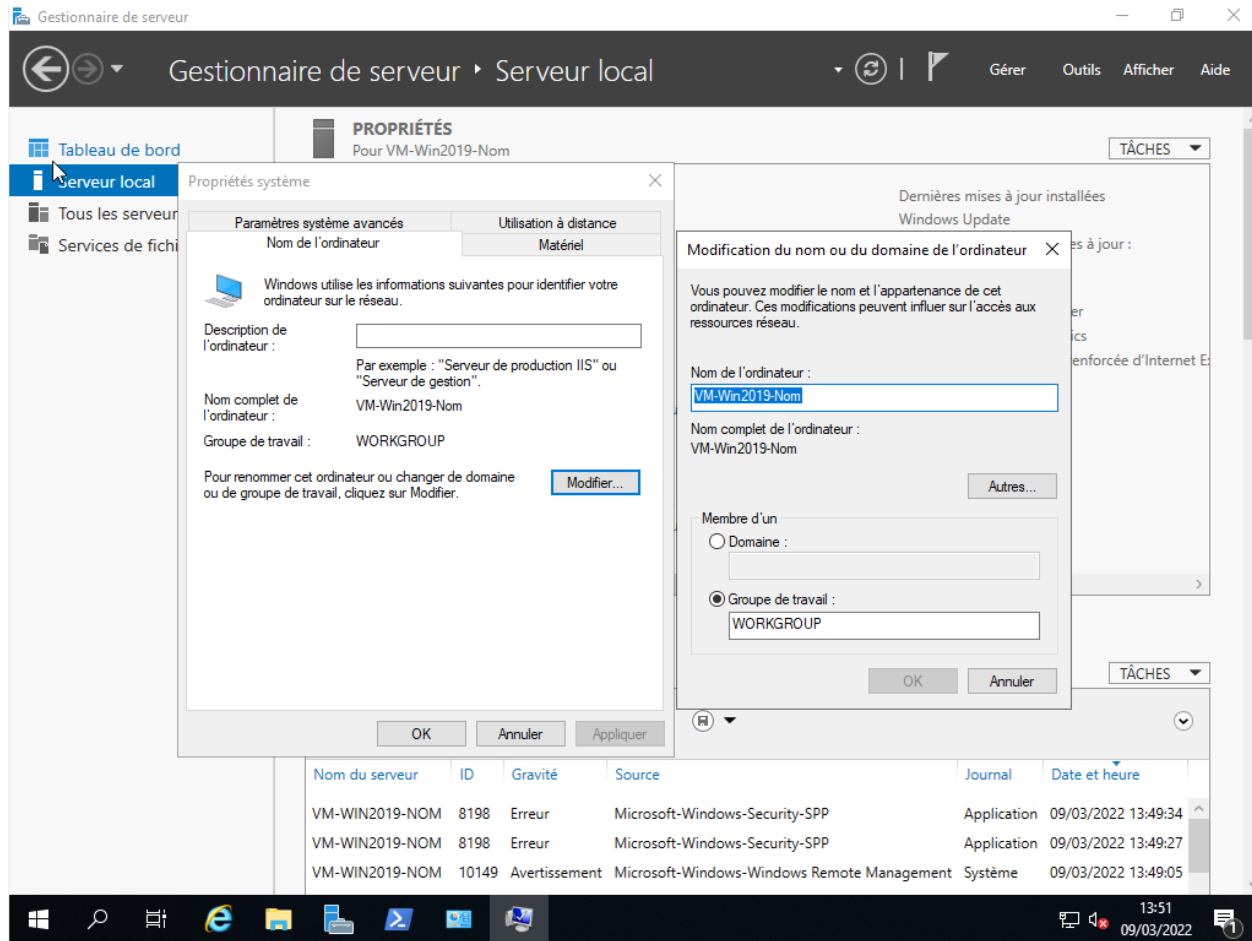 Gestionnaire de serveur
Gestionnaire de serveur • Serveur local
Gérer Outils Afficher Aide
Tableau de bord
Serveur local
Tous les serveur
Services de fichi
PROPRIÉTÉS
Pour VM-Win2019-Nom
TÂCHES
Dernières mises à jour installées
Windows Update
es à jour :
er
ics
renforcée d'Internet E
Propriétés système
Paramètres système avancés
Utilisation à distance
Nom de l'ordinateur
Matériel
Windows utilise les informations suivantes pour identifier votre
ordinateur sur le réseau.
Description de
l'ordinateur :
Par exemple : "Serveur de production IIS" ou
"Serveur de gestion".
Nom complet de
l'ordinateur :
VM-Win2019-Nom
Groupe de travail :
WORKGROUP
Pour renommer cet ordinateur ou changer de domaine
ou de groupe de travail, cliquez sur Modifier.
Modifier...
OK
Annuler
Appliquer
Modification du nom ou du domaine de l'ordinateur
Vous pouvez modifier le nom et l'appartenance de cet
ordinateur. Ces modifications peuvent influer sur l'accès aux
ressources réseau.
Nom de l'ordinateur :
VM-Win2019-Nom
Nom complet de l'ordinateur :
VM-Win2019-Nom
Autres...
Membre d'un
Domaine :
Groupe de travail :
WORKGROUP
OK
Annuler
TÂCHES
Nom du serveur ID Gravité Source Journal Date et heure
VM-WIN2019-NOM 8198 Erreur Microsoft-Windows-Security-SPP Application 09/03/2022 13:49:34
VM-WIN2019-NOM 8198 Erreur Microsoft-Windows-Security-SPP Application 09/03/2022 13:49:27
VM-WIN2019-NOM 10149 Avertissement Microsoft-Windows-Windows Remote Management Système 09/03/2022 13:49:05
13:51
09/03/2022
1